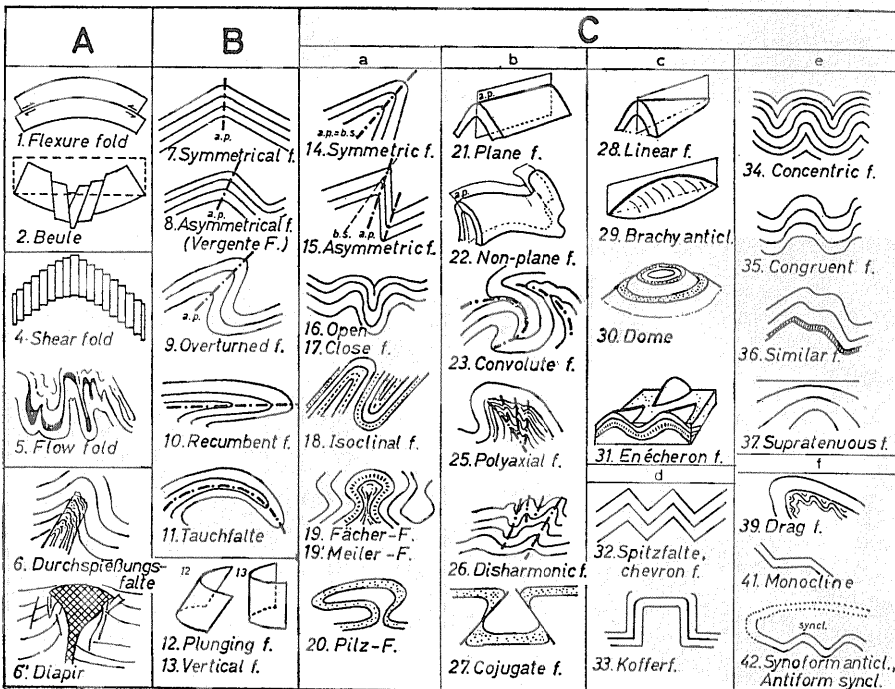 A
B
C
a
b
c
e
1. Flexure fold
2. Beule
4. Shear fold
5. Flow fold
6. Durchspießungs-
falte
6'. Diapir
a.p.
7. Symmetrical f.
8. Asymmetrical f.
a.p.
(Vergente F.)
a.p.
9. Overturned f.
10. Recumbent f.
11. Tauchfalte
12
13
12. Plunging f.
13. Vertical f.
a.p.=b.s.
14. Symmetric f.
b.s.
a.p.
15. Asymmetric f.
16. Open
17. Close f.
18. Isoclinal f.
19. Fächer-F.
19'. Meiler-F.
20. Pilz-F.
a.p.
21. Plane f.
a.p.
22. Non-plane f.
23. Convolute f.
25. Polyaxial f.
26. Disharmonic f.
27. Cojugate f.
28. Linear f.
29. Brachyanticl.
30. Dome
31. En écheron f.
d
32. Spitzfalte,
chevron f.
33. Kofferf.
34. Concentric f.
35. Congruent f.
36. Similar f.
37. Supratenuous f.
f
39. Drag f.
41. Monocline
syncl.
42. Synoform anticl.,
Antiform syncl.